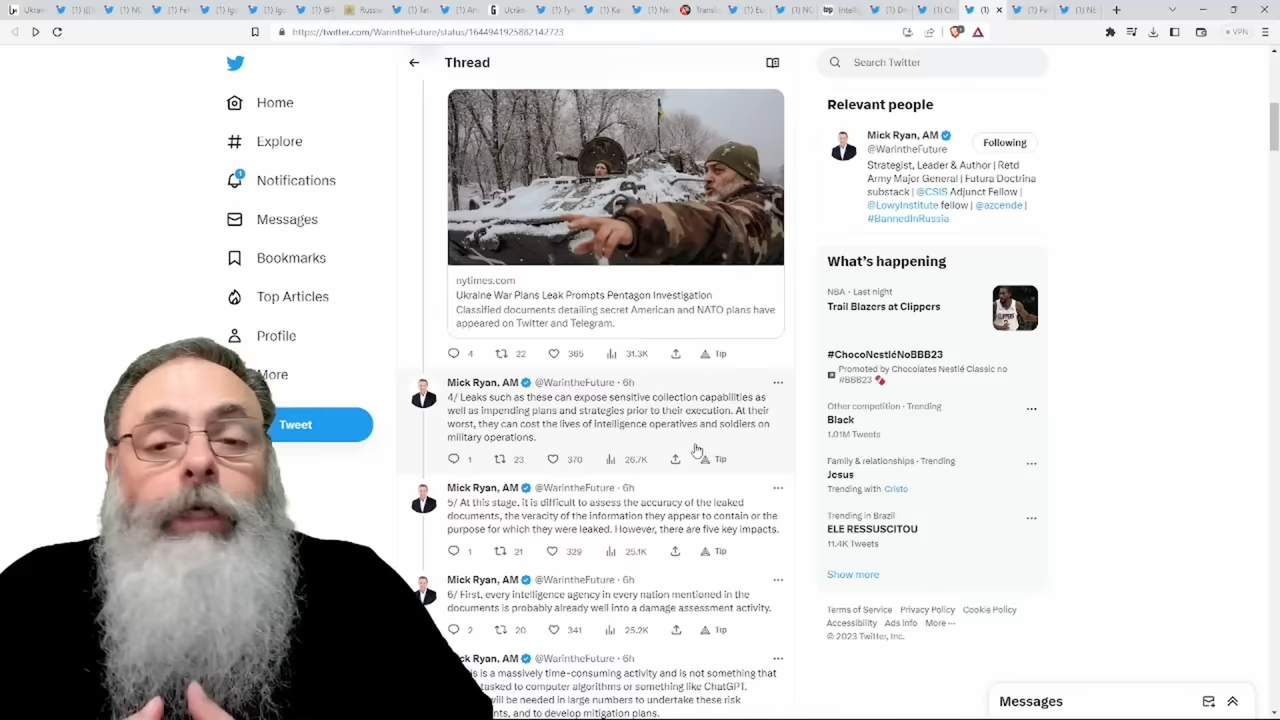 https://twitter.com/WarintheFuture/status/1644941925882142723
VPN
Home
Explore
1
Notifications
Messages
Bookmarks
Top Articles
Profile
More
Tweet
Thread
nytimes.com
Ukraine War Plans Leak Prompts Pentagon Investigation
Classified documents detailing secret American and NATO plans have
appeared on Twitter and Telegram.
4 22 365 31.3K Tip
Mick Ryan, AM @WarintheFuture · 6h
4/ Leaks such as these can expose sensitive collection capabilities as
well as impending plans and strategies prior to their execution. At their
worst, they can cost the lives of intelligence operatives and soldiers on
military operations.
1 23 370 26.7K Tip
Mick Ryan, AM @WarintheFuture · 6h
5/ At this stage. it is difficult to assess the accuracy of the leaked
documents, the veracity of the information they appear to contain or the
purpose for which they were leaked. However, there are five key impacts.
1 21 329 25.1K Tip
Mick Ryan, AM @WarintheFuture · 6h
6/ First, every intelligence agency in every nation mentioned in the
documents is probably already well into a damage assessment activity.
2 20 341 25.2K Tip
Ryan, AM @WarintheFuture · 6h
is a massively time-consuming activity and is not something that
tasked to computer algorithms or something like ChatGPT.
will be needed in large numbers to undertake these risk
and to develop mitigation plans.
Search Twitter
Relevant people
Mick Ryan, AM
@WarintheFuture
Following
Strategist, Leader & Author | Retd
Army Major General | Futura Doctrina
substack | @CSIS Adjunct Fellow |
@LowyInstitute fellow | @azcende |
#BannedInRussia
What's happening
NBA · Last night
Trail Blazers at Clippers
#ChocoNestléNoBBB23
Promoted by Chocolates Nestlé Classic no
#BBB23
Other competition · Trending
Black
1.01M Tweets
Family & relationships · Trending
Jesus
Trending with Cristo
Trending in Brazil
ELE RESSUSCITOU
11.4K Tweets
Show more
Terms of Service Privacy Policy Cookie Policy
Accessibility Ads info More ···
© 2023 Twitter, Inc.
Messages